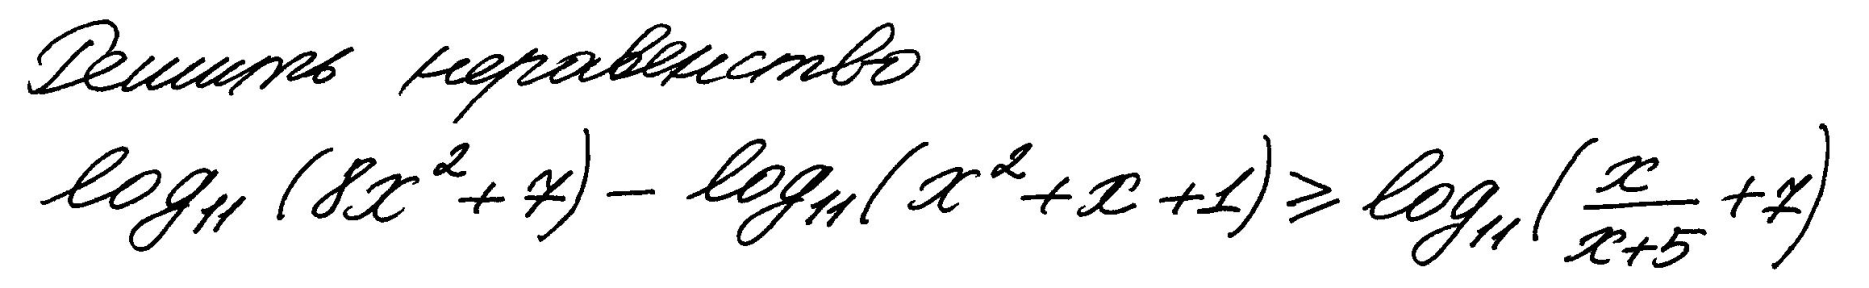 Решить неравенство
log₁₁(8x²+7) – log₁₁(x²+x+1) ≥ log₁₁(x/(x+5) +7)